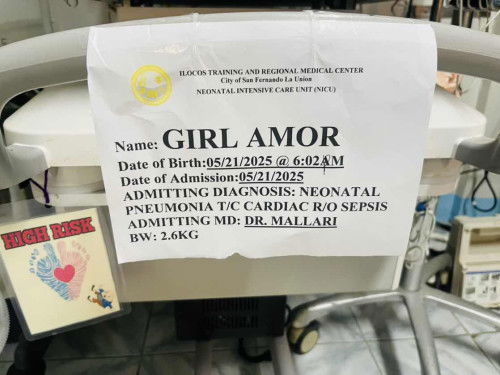 ILOCOS TRAINING AND REGIONAL MEDICAL CENTER
City of San Fernando La Union
NEONATAL INTENSIVE CARE UNIT (NICU)
Name: GIRL AMOR
Date of Birth:05/21/2025 @ 6:02AM
Date of Admission:05/21/2025
ADMITTING DIAGNOSIS: NEONATAL
PNEUMONIA T/C CARDIAC R/O SEPSIS
ADMITTING MD: DR. MALLARI
BW: 2.6KG
HIGH RISK